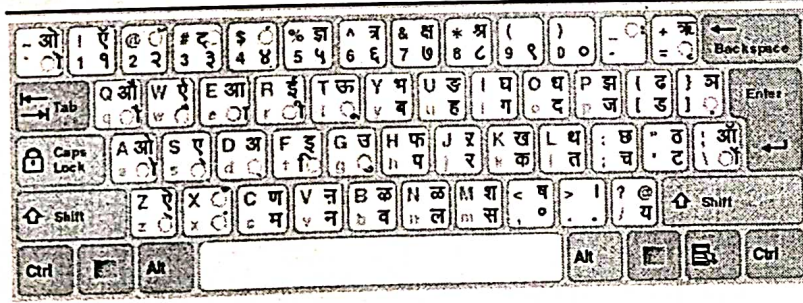 ~ ओ ` ो ! ऍ 1 १ @ ॅ 2 २ # द् 3 ३ $ 4 ४ % ज्ञ 5 ५ ^ त्र 6 ६ & क्ष 7 ७ * श्र 8 ८ ( 9 ९ ) 0 ० _ ः - + ऋ = ृ Backspace
Tab Q औ q ौ W ऐ w ै E आ e ा R ई r ी T ऊ t ू Y भ y ब U ङ u ह I घ i ग O ध o द P झ p ज { ढ [ ड } ञ ] ़ Enter
Caps Lock A ओ a ो S ए s े D अ d ् F इ f ि G उ g ु H फ h प J ऱ j र K ख k क L थ l त : छ ; च " ठ ' ट | ऑ \ ॉ
Shift Z z X ँ x ं C ण c म V ऩ v न B b व N ळ n ल M श m स < ष , ॰ > । . . ? @ / य Shift
Ctrl Alt Alt Ctrl